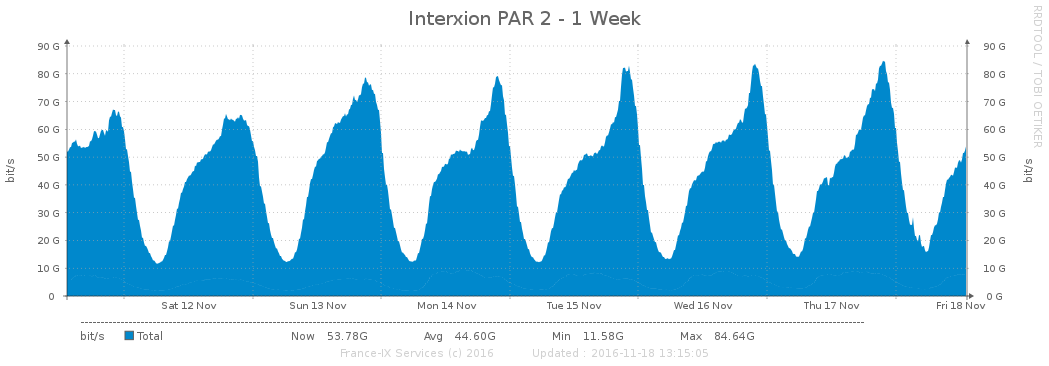 Interxion PAR 2 - 1 Week
RRDTOOL / TOBI OETIKER
90 G 90 G
80 G 80 G
70 G 70 G
60 G 60 G
50 G 50 G
40 G 40 G
30 G 30 G
20 G 20 G
10 G 10 G
0 0 G
bit/s bit/s
Sat 12 Nov Sun 13 Nov Mon 14 Nov Tue 15 Nov Wed 16 Nov Thu 17 Nov Fri 18 Nov
bit/s Total Now 53.78G Avg 44.60G Min 11.58G Max 84.64G
France-IX Services (c) 2016 Updated : 2016-11-18 13:15:05